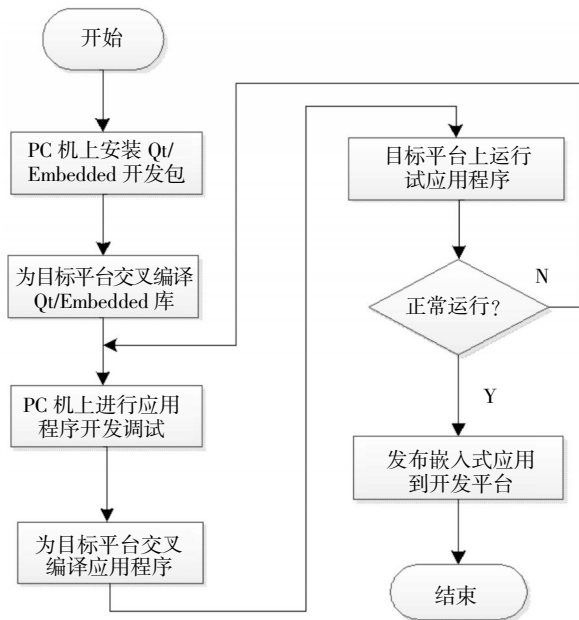 开始
PC 机上安装 Qt/
Embedded 开发包
为目标平台交叉编译
Qt/Embedded 库
PC 机上进行应用
程序开发调试
为目标平台交叉
编译应用程序
目标平台上运行
试应用程序
正常运行？
N
Y
发布嵌入式应用
到开发平台
结束